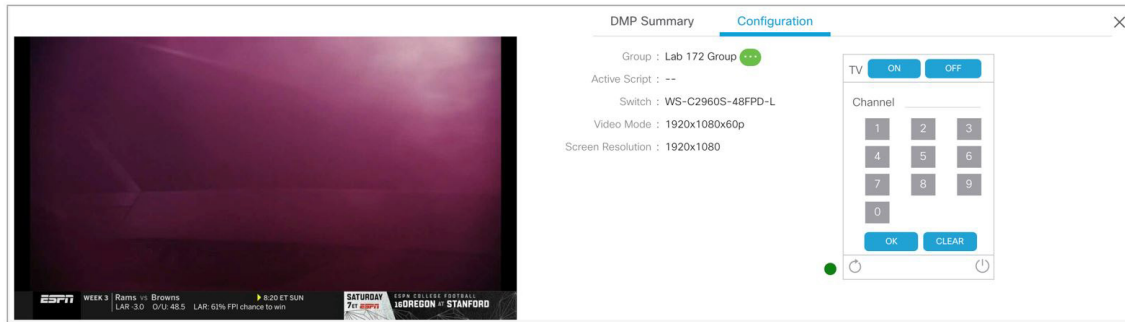 DMP Summary
Configuration
Group : Lab 172 Group
Active Script : --
Switch : WS-C2960S-48FPD-L
Video Mode : 1920x1080x60p
Screen Resolution : 1920x1080
TV ON OFF
Channel
1 2 3
4 5 6
7 8 9
0
OK CLEAR
ESPN
WEEK 3
Rams vs Browns 8:20 ET SUN
LAR -3.0 O/U: 48.5 LAR: 61% FPI chance to win
SATURDAY
7ET ESPN
ESPN COLLEGE FOOTBALL
16 OREGON AT STANFORD